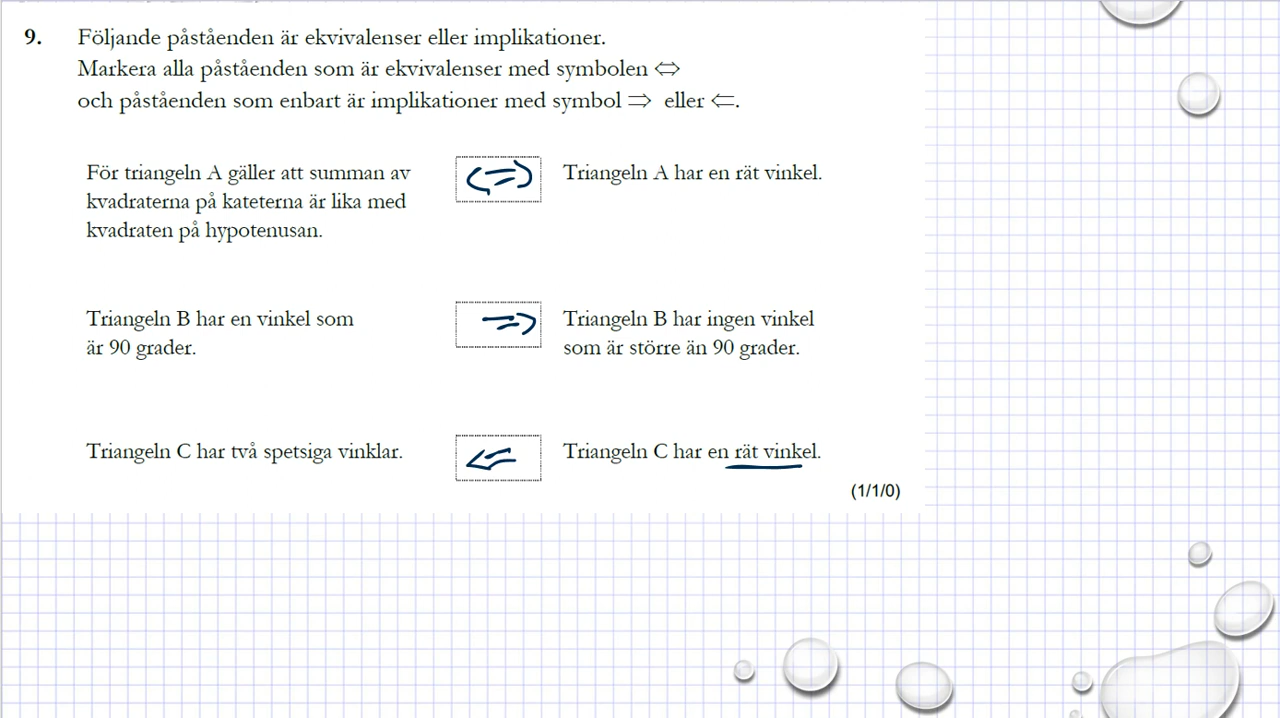 9. Följande påståenden är ekvivalenser eller implikationer.
Markera alla påståenden som är ekvivalenser med symbolen ⇔
och påståenden som enbart är implikationer med symbol ⇒ eller ⇐.
För triangeln A gäller att summan av
kvadraterna på kateterna är lika med
kvadraten på hypotenusan.
⇔
Triangeln A har en rät vinkel.
Triangeln B har en vinkel som
är 90 grader.
⇒
Triangeln B har ingen vinkel
som är större än 90 grader.
Triangeln C har två spetsiga vinklar.
⇐
Triangeln C har en rät vinkel.
(1/1/0)